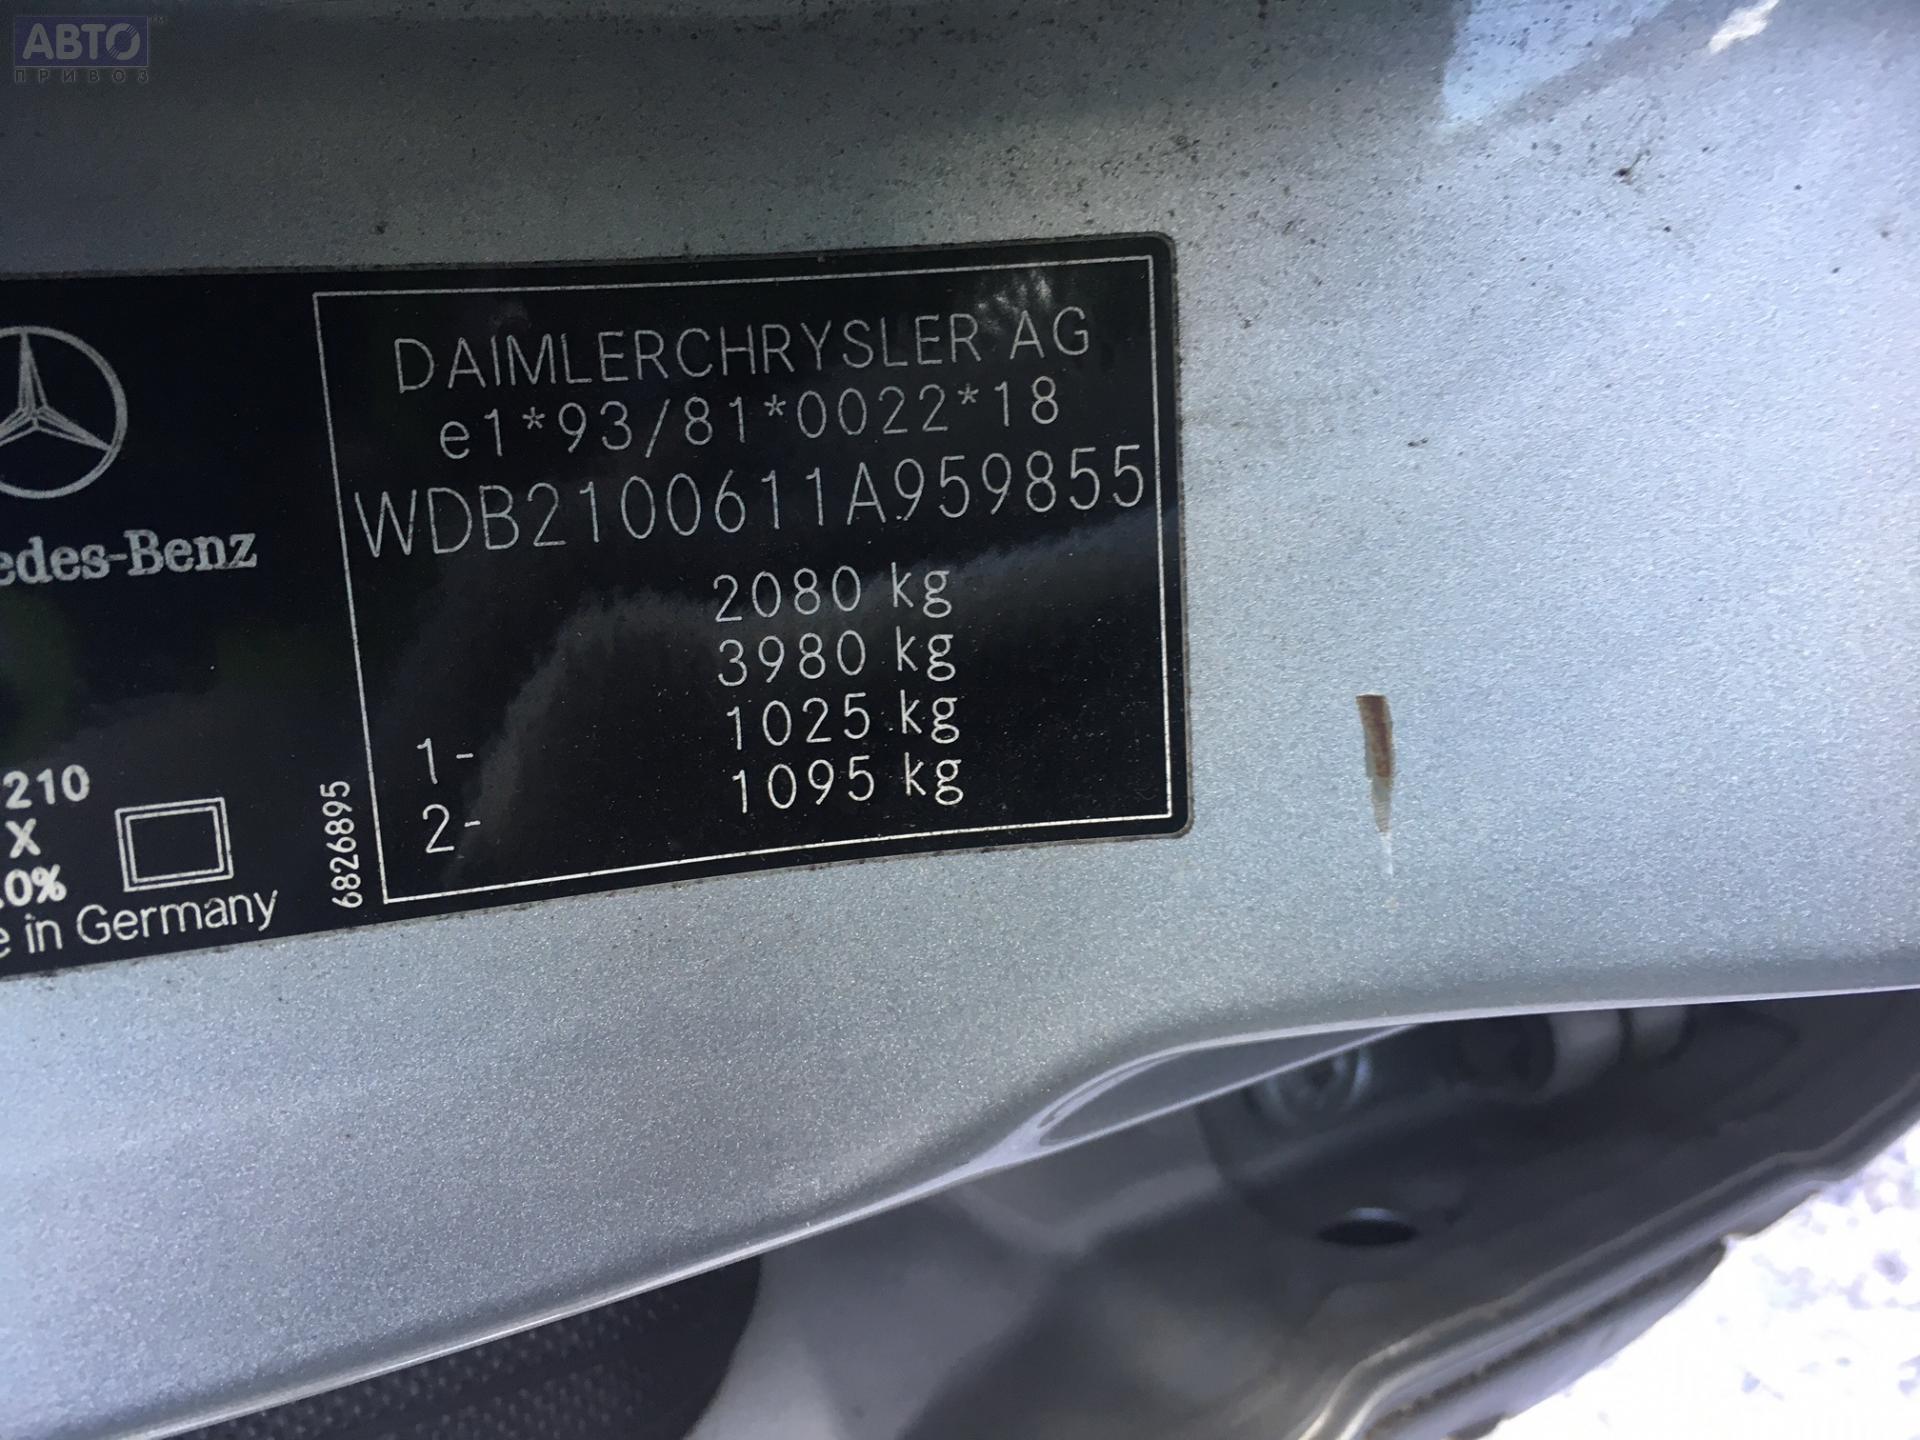 АВТО
ПРИВОЗ
DAIMLERCHRYSLER AG
e1*93/81*0022*18
WDB2100611A959855
edes-Benz
2080 kg
3980 kg
1- 1025 kg
2- 1095 kg
210
X
.0%
e in Germany
6826895